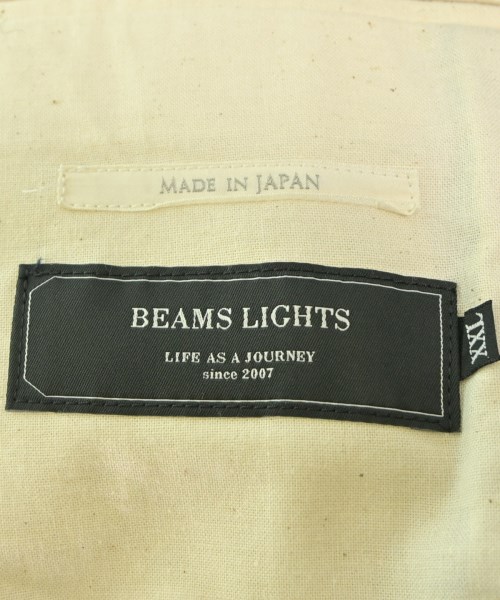 MADE IN JAPAN
BEAMS LIGHTS
LIFE AS A JOURNEY
since 2007
XXL